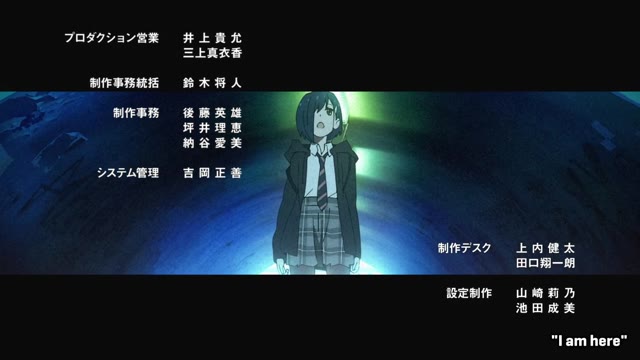 プロダクション営業 井上貴允
三上真衣香
制作事務統括 鈴木将人
制作事務 後藤英雄
坪井理恵
納谷愛美
システム管理 吉岡正善
制作デスク 上内健太
田口翔一朗
設定制作 山崎莉乃
池田成美
"I am here"